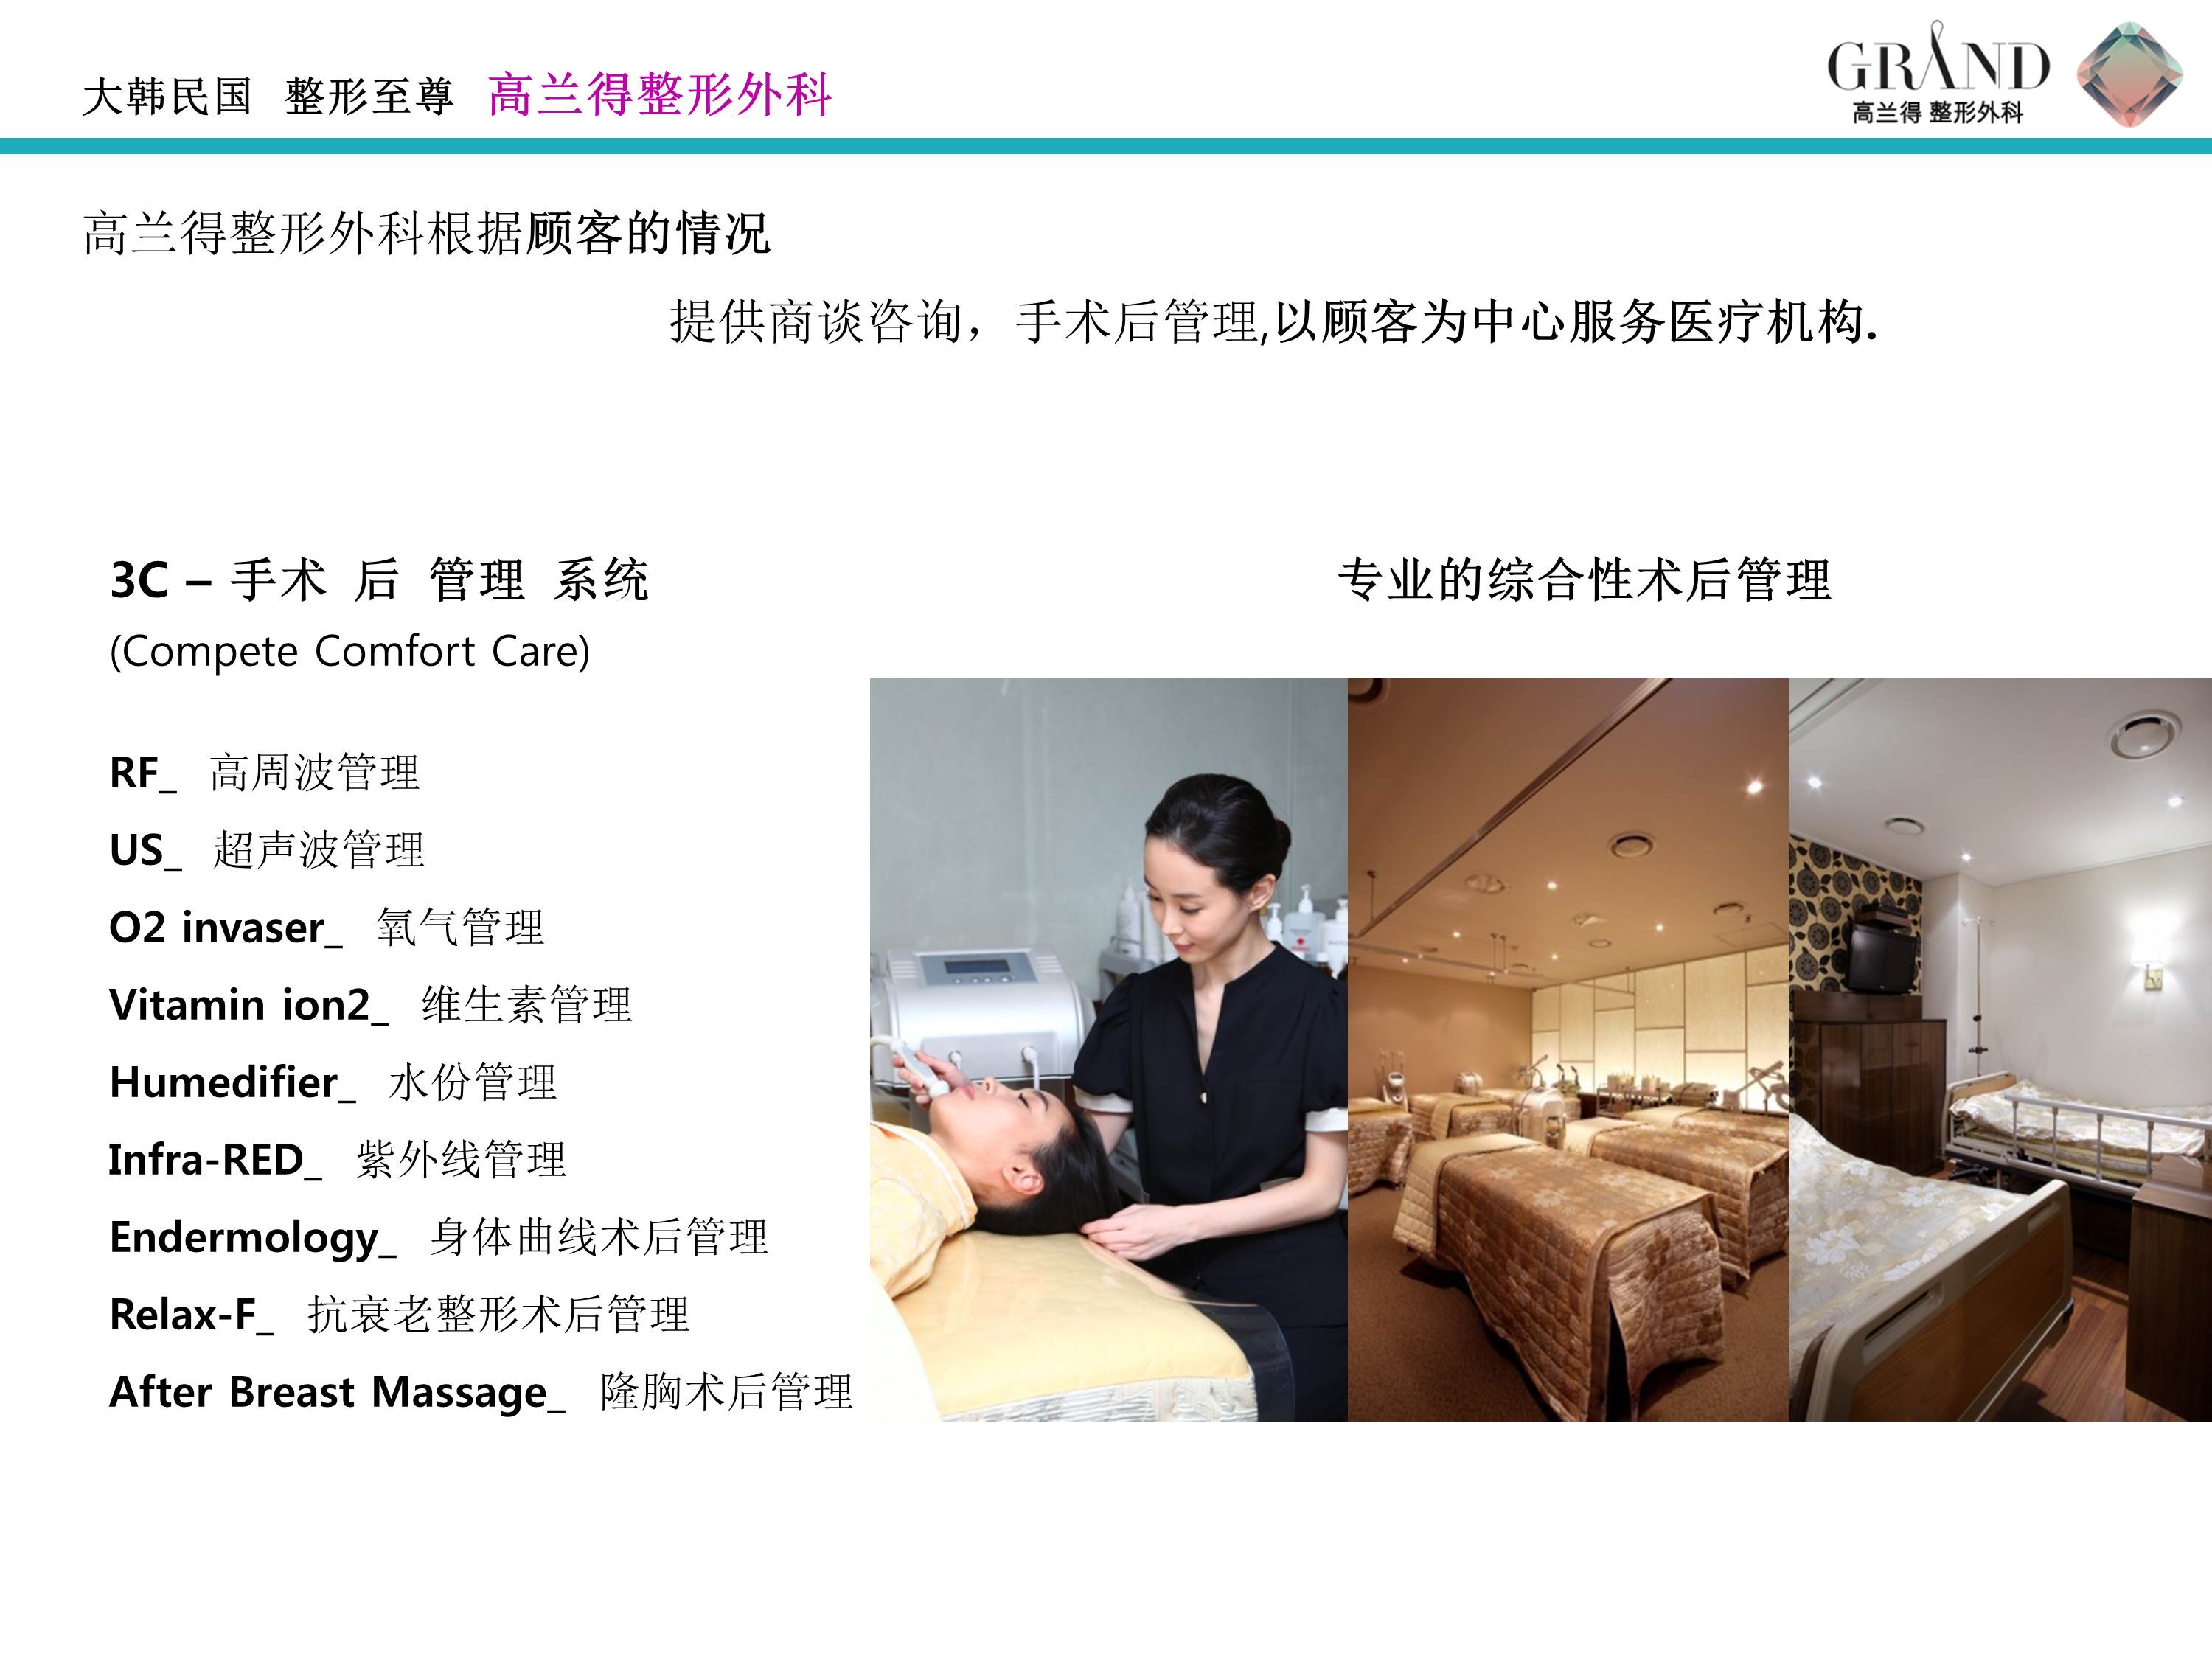 大韩民国 整形至尊 高兰得整形外科
GRAND
高兰得 整形外科
高兰得整形外科根据顾客的情况
提供商谈咨询，手术后管理,以顾客为中心服务医疗机构.
3C – 手术 后 管理 系统
(Compete Comfort Care)
专业的综合性术后管理
RF_ 高周波管理
US_ 超声波管理
O2 invaser_ 氧气管理
Vitamin ion2_ 维生素管理
Humedifier_ 水份管理
Infra-RED_ 紫外线管理
Endermology_ 身体曲线术后管理
Relax-F_ 抗衰老整形术后管理
After Breast Massage_ 隆胸术后管理